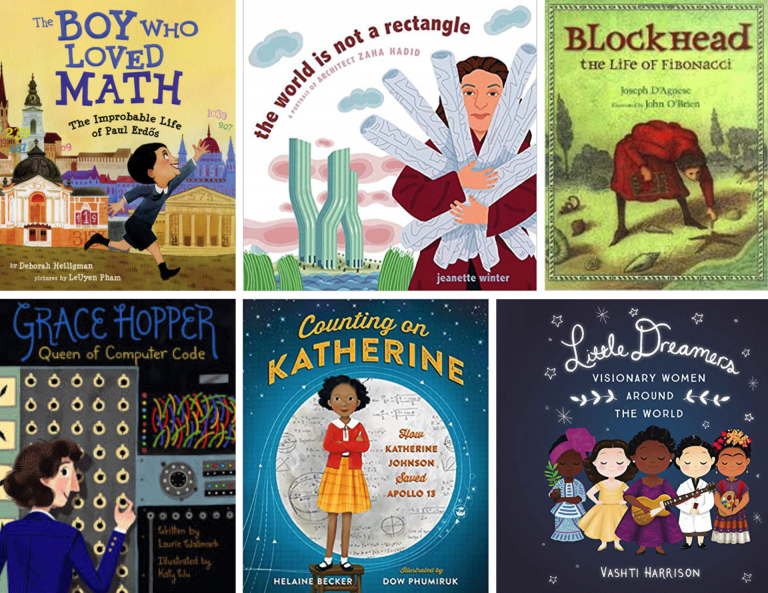 The
BOY WHO
LOVED
MATH
The Improbable Life
of Paul Erdős
by Deborah Heiligman
pictures by LeUyen Pham
the world is not a rectangle
A PORTRAIT OF ARCHITECT ZAHA HADID
jeanette winter
BLockHead
the Life of Fibonacci
Joseph D'Agnese
Illustrated by John O'Brien
GRACE HOPPER
Queen of Computer Code
Written by
Laurie Wallmark
Illustrated by
Katy Wu
Counting on
KATHERINE
How
KATHERINE
JOHNSON
Saved
APOLLO 13
HELAINE BECKER
Illustrated by
DOW PHUMIRUK
Little Dreamers
VISIONARY WOMEN
AROUND
THE WORLD
VASHTI HARRISON